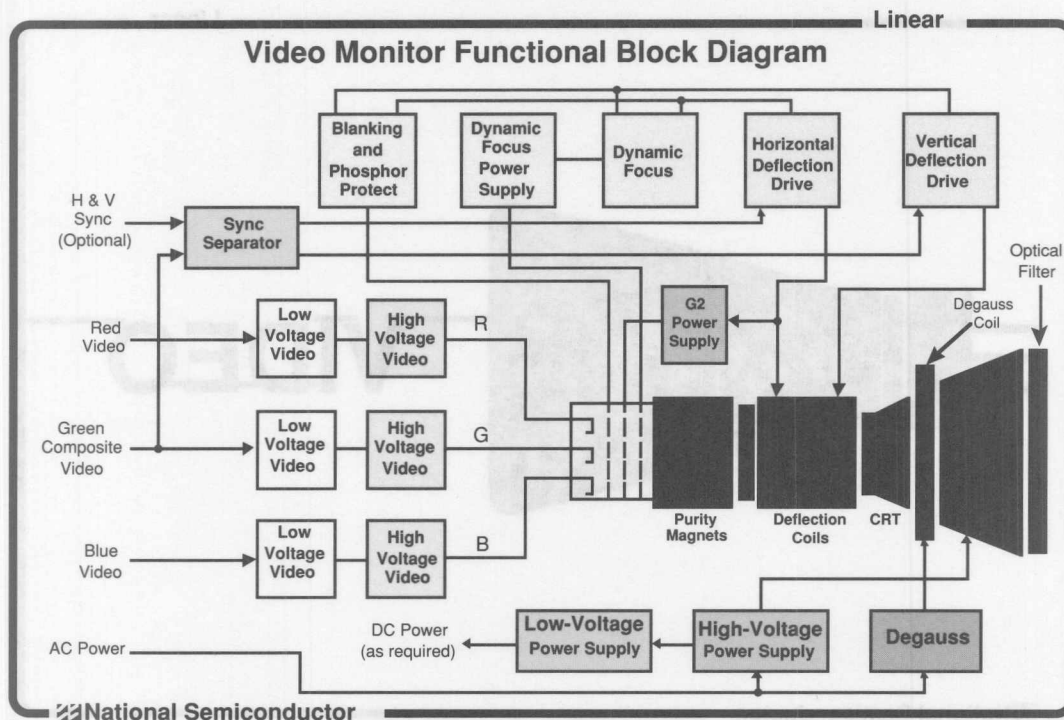 Linear
Video Monitor Functional Block Diagram
Blanking
and
Phosphor
Protect
Dynamic
Focus
Power
Supply
Dynamic
Focus
Horizontal
Deflection
Drive
Vertical
Deflection
Drive
H & V
Sync
(Optional)
Sync
Separator
Optical
Filter
Degauss
Coil
G2
Power
Supply
Red
Video
Low
Voltage
Video
High
Voltage
Video
R
Green
Composite
Video
Low
Voltage
Video
High
Voltage
Video
G
Purity
Magnets
Deflection
Coils
CRT
Blue
Video
Low
Voltage
Video
High
Voltage
Video
B
AC Power
DC Power
(as required)
Low-Voltage
Power Supply
High-Voltage
Power Supply
Degauss
National Semiconductor